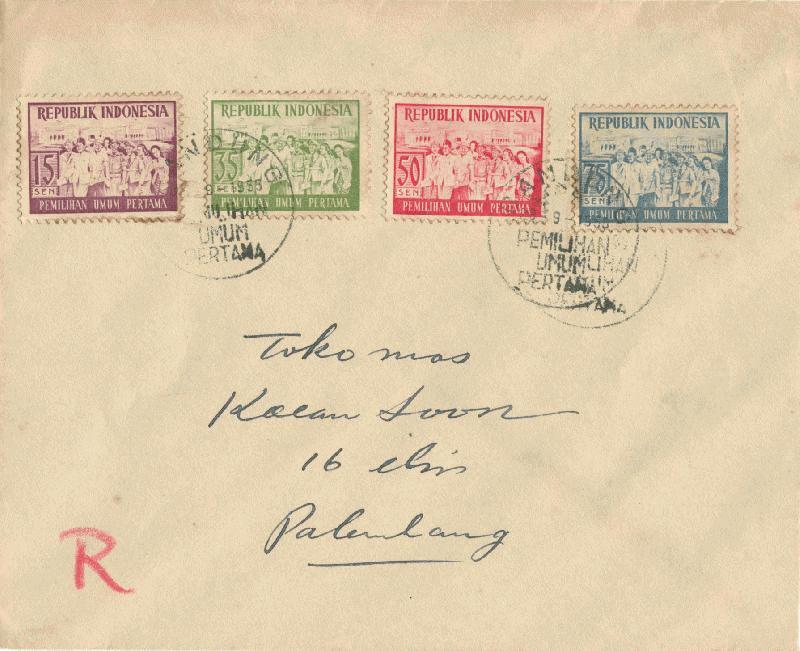 REPUBLIK INDONESIA
15
SEN
PEMILIHAN UMUM PERTAMA
REPUBLIK INDONESIA
35
PEMILIHAN UMUM PERTAMA
REPUBLIK INDONESIA
50
SEN
PEMILIHAN UMUM PERTAMA
REPUBLIK INDONESIA
75
SEN
PEMILIHAN UMUM PERTAMA
BANDUNG
UMUM
PERTAMA
PEMILIHAN
UMUM
PERTAMA
Toko mas
Soon
16 ilir
Palembang
R